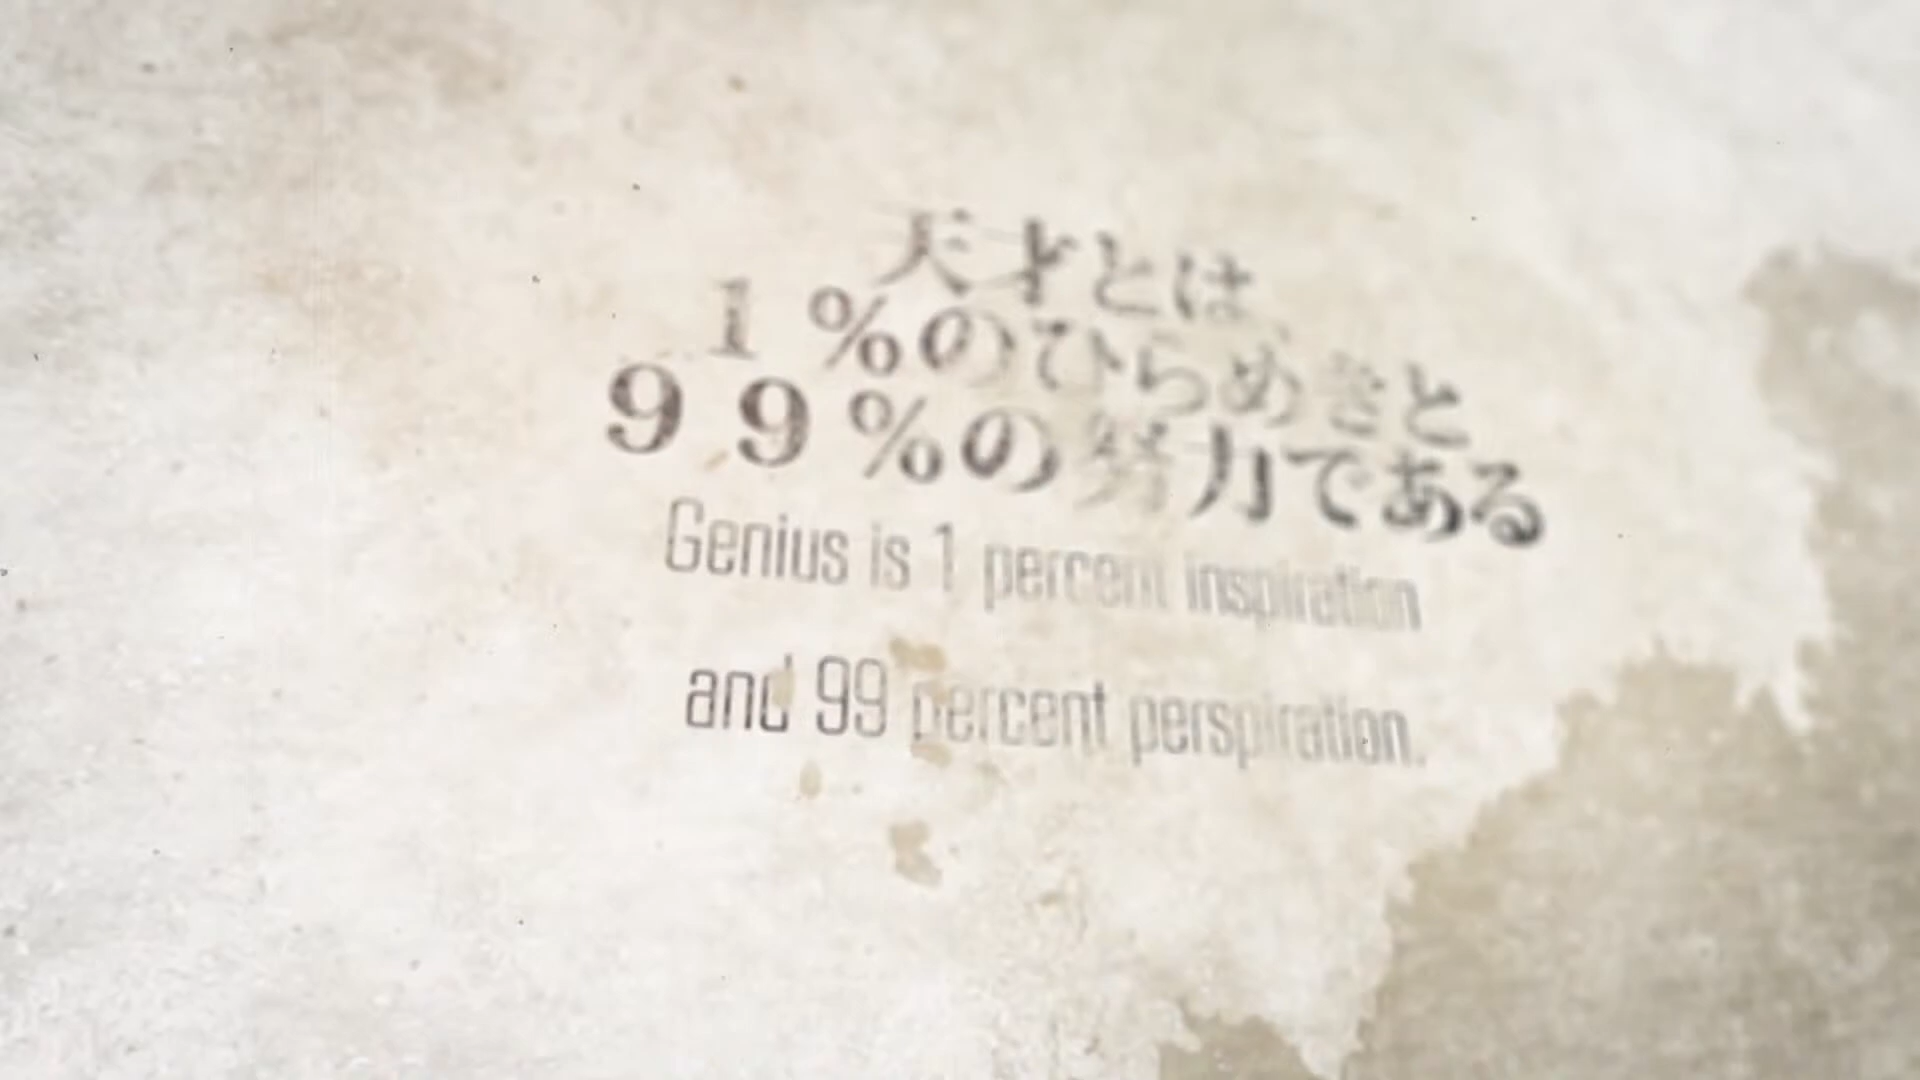 天才とは、
1%のひらめきと
99%の努力である
Genius is 1 percent inspiration
and 99 percent perspiration.